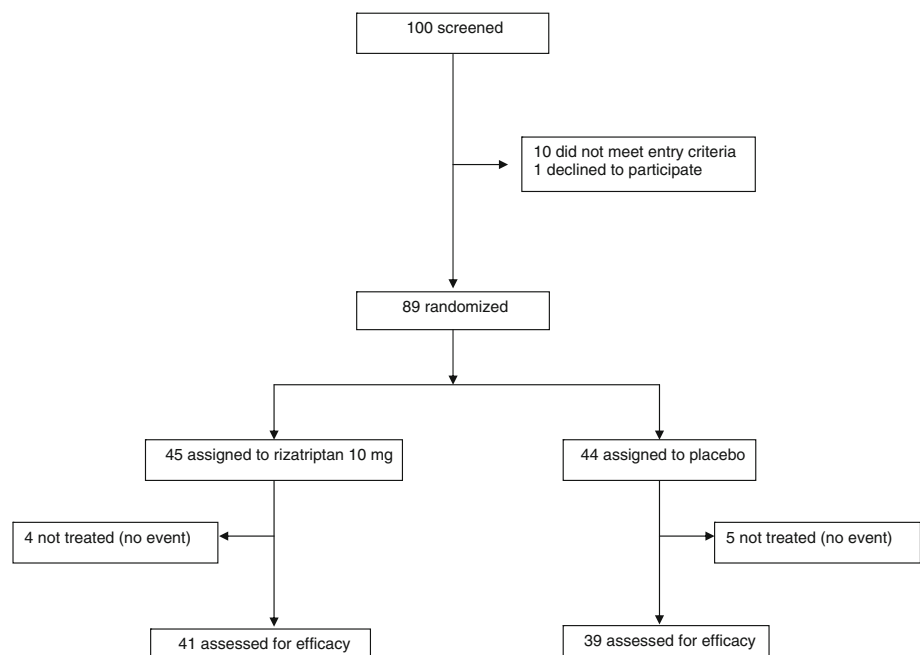 100 screened
10 did not meet entry criteria
1 declined to participate
89 randomized
45 assigned to rizatriptan 10 mg
44 assigned to placebo
4 not treated (no event)
5 not treated (no event)
41 assessed for efficacy
39 assessed for efficacy